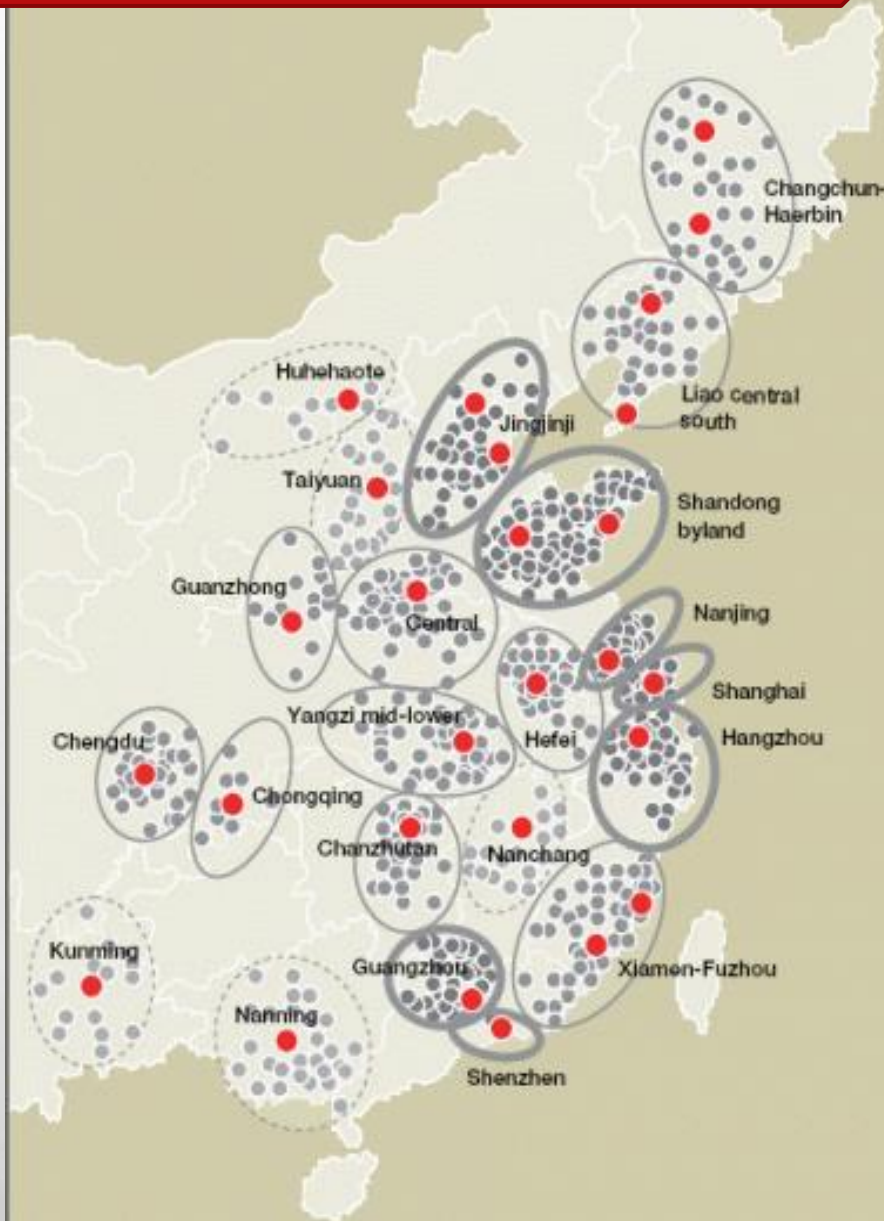 Changchun-
Haerbin
Huhehaote
Liao central
south
Jingjinji
Taiyuan
Shandong
byland
Guanzhong
Nanjing
Central
Shanghai
Yangzi mid-lower
Hefei
Hangzhou
Chengdu
Chongqing
Chanzhutan
Nanchang
Kunming
Guangzhou
Xiamen-Fuzhou
Nanning
Shenzhen